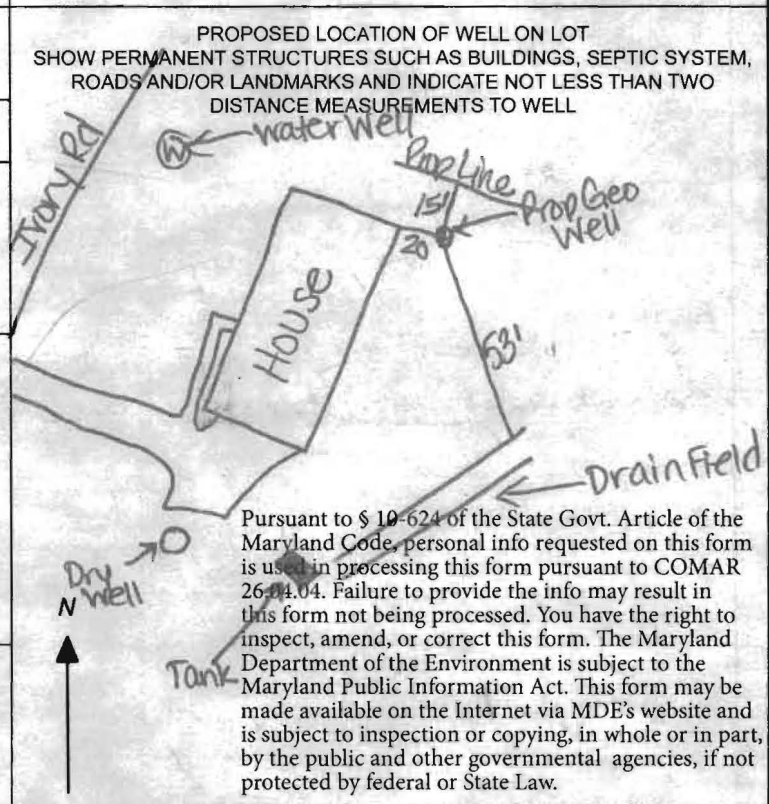 PROPOSED LOCATION OF WELL ON LOT
SHOW PERMANENT STRUCTURES SUCH AS BUILDINGS, SEPTIC SYSTEM,
ROADS AND/OR LANDMARKS AND INDICATE NOT LESS THAN TWO
DISTANCE MEASUREMENTS TO WELL
Ivory Rd
W
Water Well
Prop Line
15'
Prop Geo
Well
20
House
53'
Drain Field
Dry
Well
N
Tank
Pursuant to § 10-624 of the State Govt. Article of the
Maryland Code, personal info requested on this form
is used in processing this form pursuant to COMAR
26.04.04. Failure to provide the info may result in
this form not being processed. You have the right to
inspect, amend, or correct this form. The Maryland
Department of the Environment is subject to the
Maryland Public Information Act. This form may be
made available on the Internet via MDE's website and
is subject to inspection or copying, in whole or in part,
by the public and other governmental agencies, if not
protected by federal or State Law.